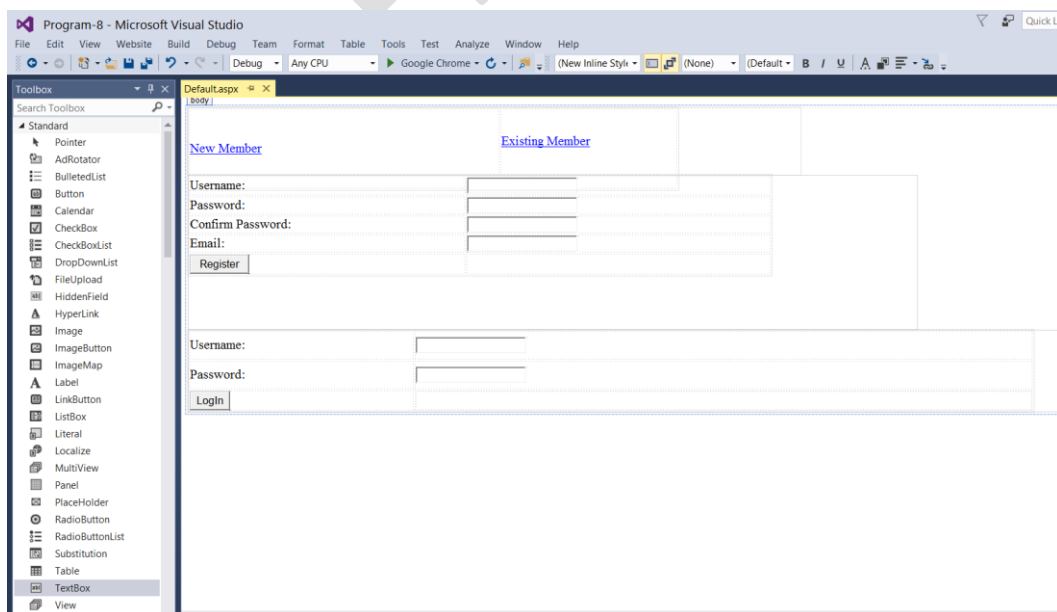 Program-8 - Microsoft Visual Studio
Quick L
File Edit View Website Build Debug Team Format Table Tools Test Analyze Window Help
Debug Any CPU Google Chrome (New Inline Style (None) (Default B I U A
Toolbox
Default.aspx
Search Toolbox
body
Standard
Pointer
AdRotator
BulletedList
Button
Calendar
CheckBox
CheckBoxList
DropDownList
FileUpload
HiddenField
HyperLink
Image
ImageButton
ImageMap
Label
LinkButton
ListBox
Literal
Localize
MultiView
Panel
PlaceHolder
RadioButton
RadioButtonList
Substitution
Table
TextBox
View
New Member
Existing Member
Username:
Password:
Confirm Password:
Email:
Register
Username:
Password:
LogIn